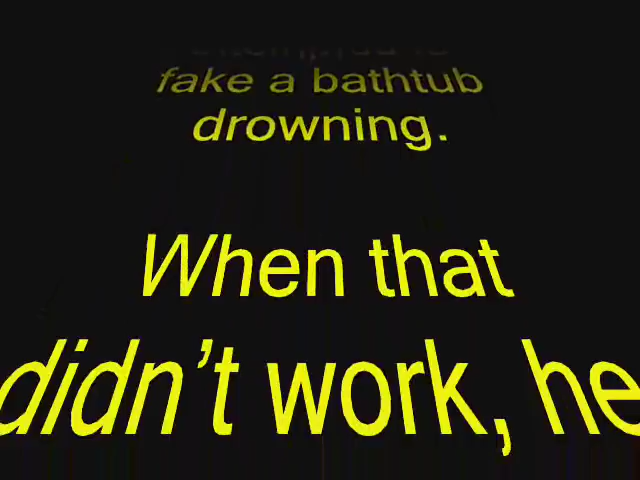 fake a bathtub
drowning.
When that
didn’t work, he